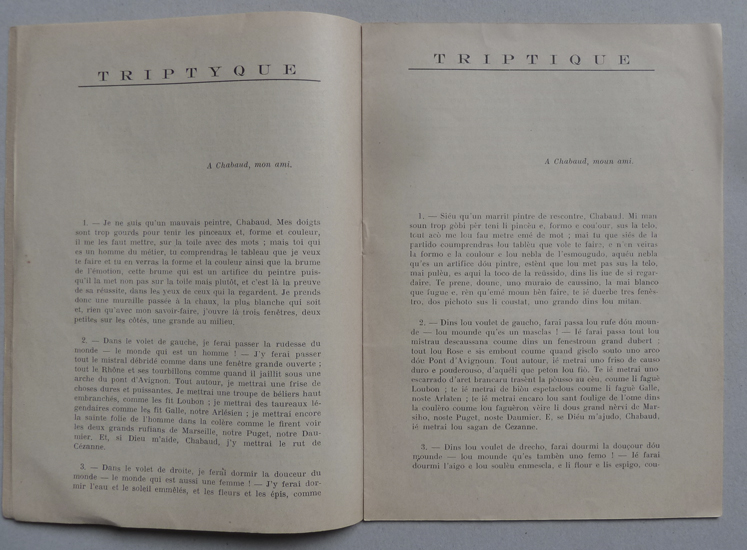 TRIPTYQUE
A Chabaud, mon ami.
1. — Je ne suis qu'un mauvais peintre, Chabaud. Mes doigts
sont trop gourds pour tenir les pinceaux et, forme et couleur,
il me les faut mettre, sur la toile avec des mots ; mais toi qui
es un homme du métier, tu comprendras le tableau que je veux
te faire et tu en verras la forme et la couleur ainsi que la brume
de l'émotion, cette brume qui est un artifice du peintre puis-
qu'il la met non pas sur la toile mais plutôt, et c'est là la preuve
de sa réussite, dans les yeux de ceux qui la regardent. Je prends
donc une muraille passée à la chaux, la plus blanche qui soit
et, rien qu'avec mon savoir-faire, j'ouvre là trois fenêtres, deux
petites sur les côtés, une grande au milieu.
2. — Dans le volet de gauche, je ferai passer la rudesse du
monde — le monde qui est un homme ! — J'y ferai passer
tout le mistral débridé comme dans une fenêtre grande ouverte ;
tout le Rhône et ses tourbillons comme quand il jaillit sous une
arche du pont d'Avignon. Tout autour, je mettrai une frise de
choses dures et puissantes. Je mettrai une troupe de béliers haut
embranchés, comme les fit Loubon ; je mettrai des taureaux lé-
gendaires comme les fit Galle, notre Arlésien ; je mettrai encore
la sainte folie de l'homme dans la colère comme le firent voir
les deux grands rufians de Marseille, notre Puget, notre Dau-
mier. Et, si Dieu m'aide, Chabaud, j'y mettrai le rut de
Cézanne.
3. — Dans le volet de droite, je ferai dormir la douceur du
monde — le monde qui est aussi une femme ! — J'y ferai dor-
mir l'eau et le soleil emmêlés, et les fleurs et les épis, comme
TRIPTIQUE
A Chabaud, moun ami.
1. — Siéu qu'un marrit pintre de rescontre, Chabaud. Mi man
soun trop gòbi pèr teni li pincèu e, formo e coulour, sus la telo,
tout acò me lou fau metre emé de mot ; mai tu que siés de la
partido coumprendras lou tablèu que vole te faire, e n'en veiras
la formo e la coulour e lou nebla de l'esmougudo, aquéu nebla
qu'es un artifice dóu pintre, estènt que lou met pas sus la telo,
mai pulèu, es aqui la toco de la rèussido, dins lis iue de si regar-
daire. Te prene, dounc, uno muraio de caussino, la mai blanco
que fugue e, rèn qu'emé moun bèn faire, te ié duerbe tres fenès-
tro, dos pichoto sus li coustat, uno grando dins lou mitan.
2. — Dins lou voulet de gaucho, farai passa lou rufe dóu moun-
de — lou mounde qu'es un masclas ! — Ié farai passa tout lou
mistrau descaussana coume dins un fenestroun grand dubert ;
tout lou Rose e sis embout coume quand gisclo souto uno arco
dóu Pont d'Avignoun. Tout autour, ié metrai uno friso de causo
duro e pouderouso, d'aquéli que peton lou fiò. Te ié metrai uno
escarrado d'aret brancaru trasènt la póusso au cèu, coume li faguè
Loubon ; te ié metrai de biòu espetaclous coume li faguè Galle,
noste Arlaten ; te ié metrai encaro lou sant foulige de l'ome dins
la coulèro coume lou faguèron vèire li dous grand nèrvi de Mar-
siho, noste Puget, noste Daumier. E, se Diéu m'ajudo, Chabaud,
ié metrai lou sagan de Cezanne.
3. — Dins lou voulet de drecho, farai dourmi la douçour dóu
mounde — lou mounde qu'es tambèn uno femo ! — Ié farai
dourmi l'aigo e lou soulèu enmescla, e li flour e lis espigo, cou-